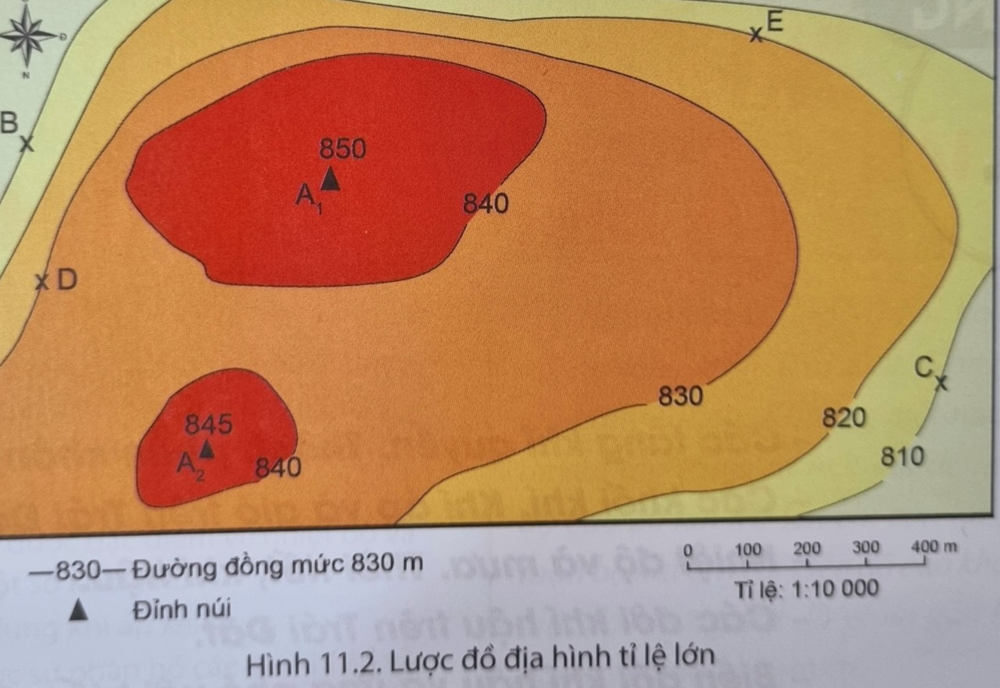 NG
E
Đ
N
B
850
A1
840
D
C
830
845
820
A2
840
810
0 100 200 300 400 m
Tỉ lệ: 1:10 000
—830— Đường đồng mức 830 m
Đỉnh núi
Hình 11.2. Lược đồ địa hình tỉ lệ lớn